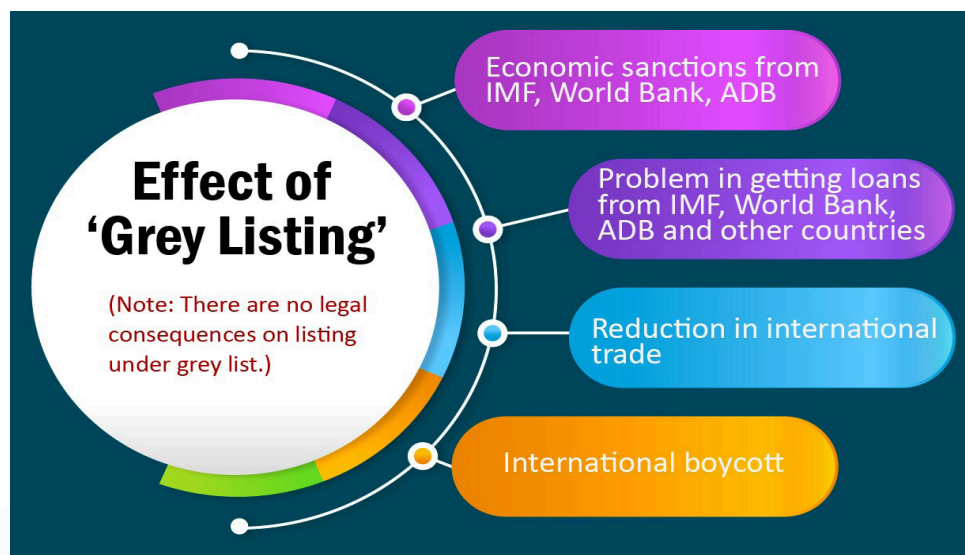 Effect of
‘Grey Listing’
(Note: There are no legal
consequences on listing
under grey list.)
Economic sanctions from
IMF, World Bank, ADB
Problem in getting loans
from IMF, World Bank,
ADB and other countries
Reduction in international
trade
International boycott